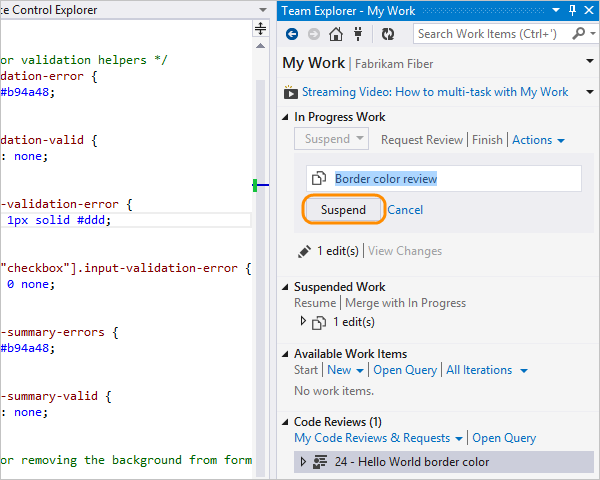 ce Control Explorer
or validation helpers */
dation-error {
#b94a48;
dation-valid {
: none;
-validation-error {
1px solid #ddd;
"checkbox"].input-validation-error {
0 none;
-summary-errors {
#b94a48;
-summary-valid {
: none;
or removing the background from form
Team Explorer - My Work
Search Work Items (Ctrl+')
My Work | Fabrikam Fiber
Streaming Video: How to multi-task with My Work
In Progress Work
Suspend | Request Review | Finish | Actions
Border color review
Suspend Cancel
1 edit(s) | View Changes
Suspended Work
Resume | Merge with In Progress
1 edit(s)
Available Work Items
Start | New | Open Query | All Iterations
No work items.
Code Reviews (1)
My Code Reviews & Requests | Open Query
24 - Hello World border color